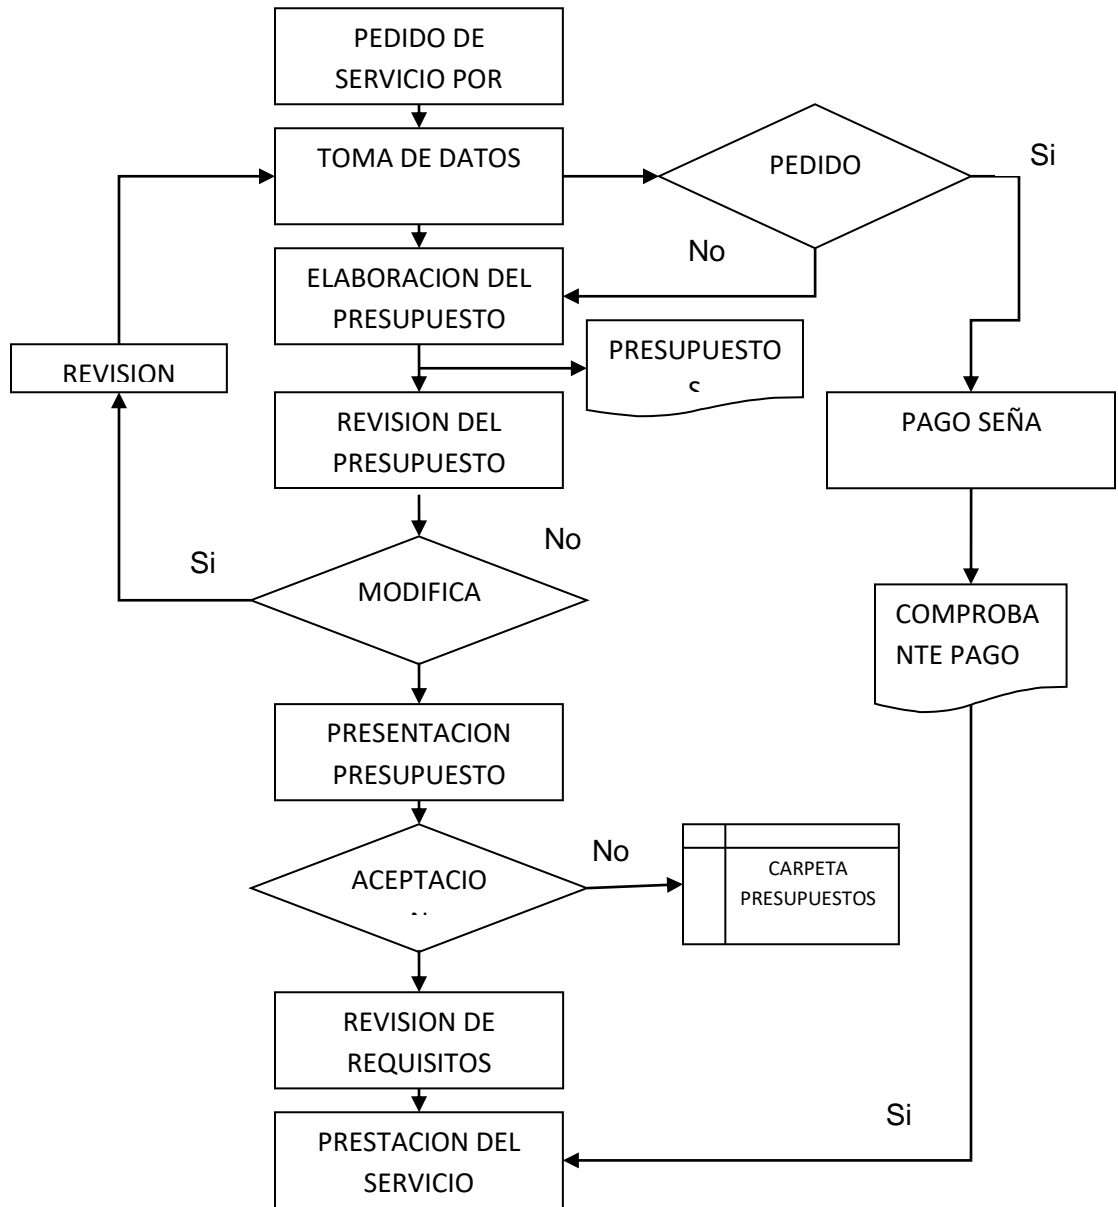 PEDIDO DE
SERVICIO POR
TOMA DE DATOS
PEDIDO
Si
No
ELABORACION DEL
PRESUPUESTO
PRESUPUESTO
REVISION
REVISION DEL
PRESUPUESTO
PAGO SEÑA
Si
No
MODIFICA
COMPROBA
NTE PAGO
PRESENTACION
PRESUPUESTO
ACEPTACIO
No
CARPETA
PRESUPUESTOS
REVISION DE
REQUISITOS
Si
PRESTACION DEL
SERVICIO